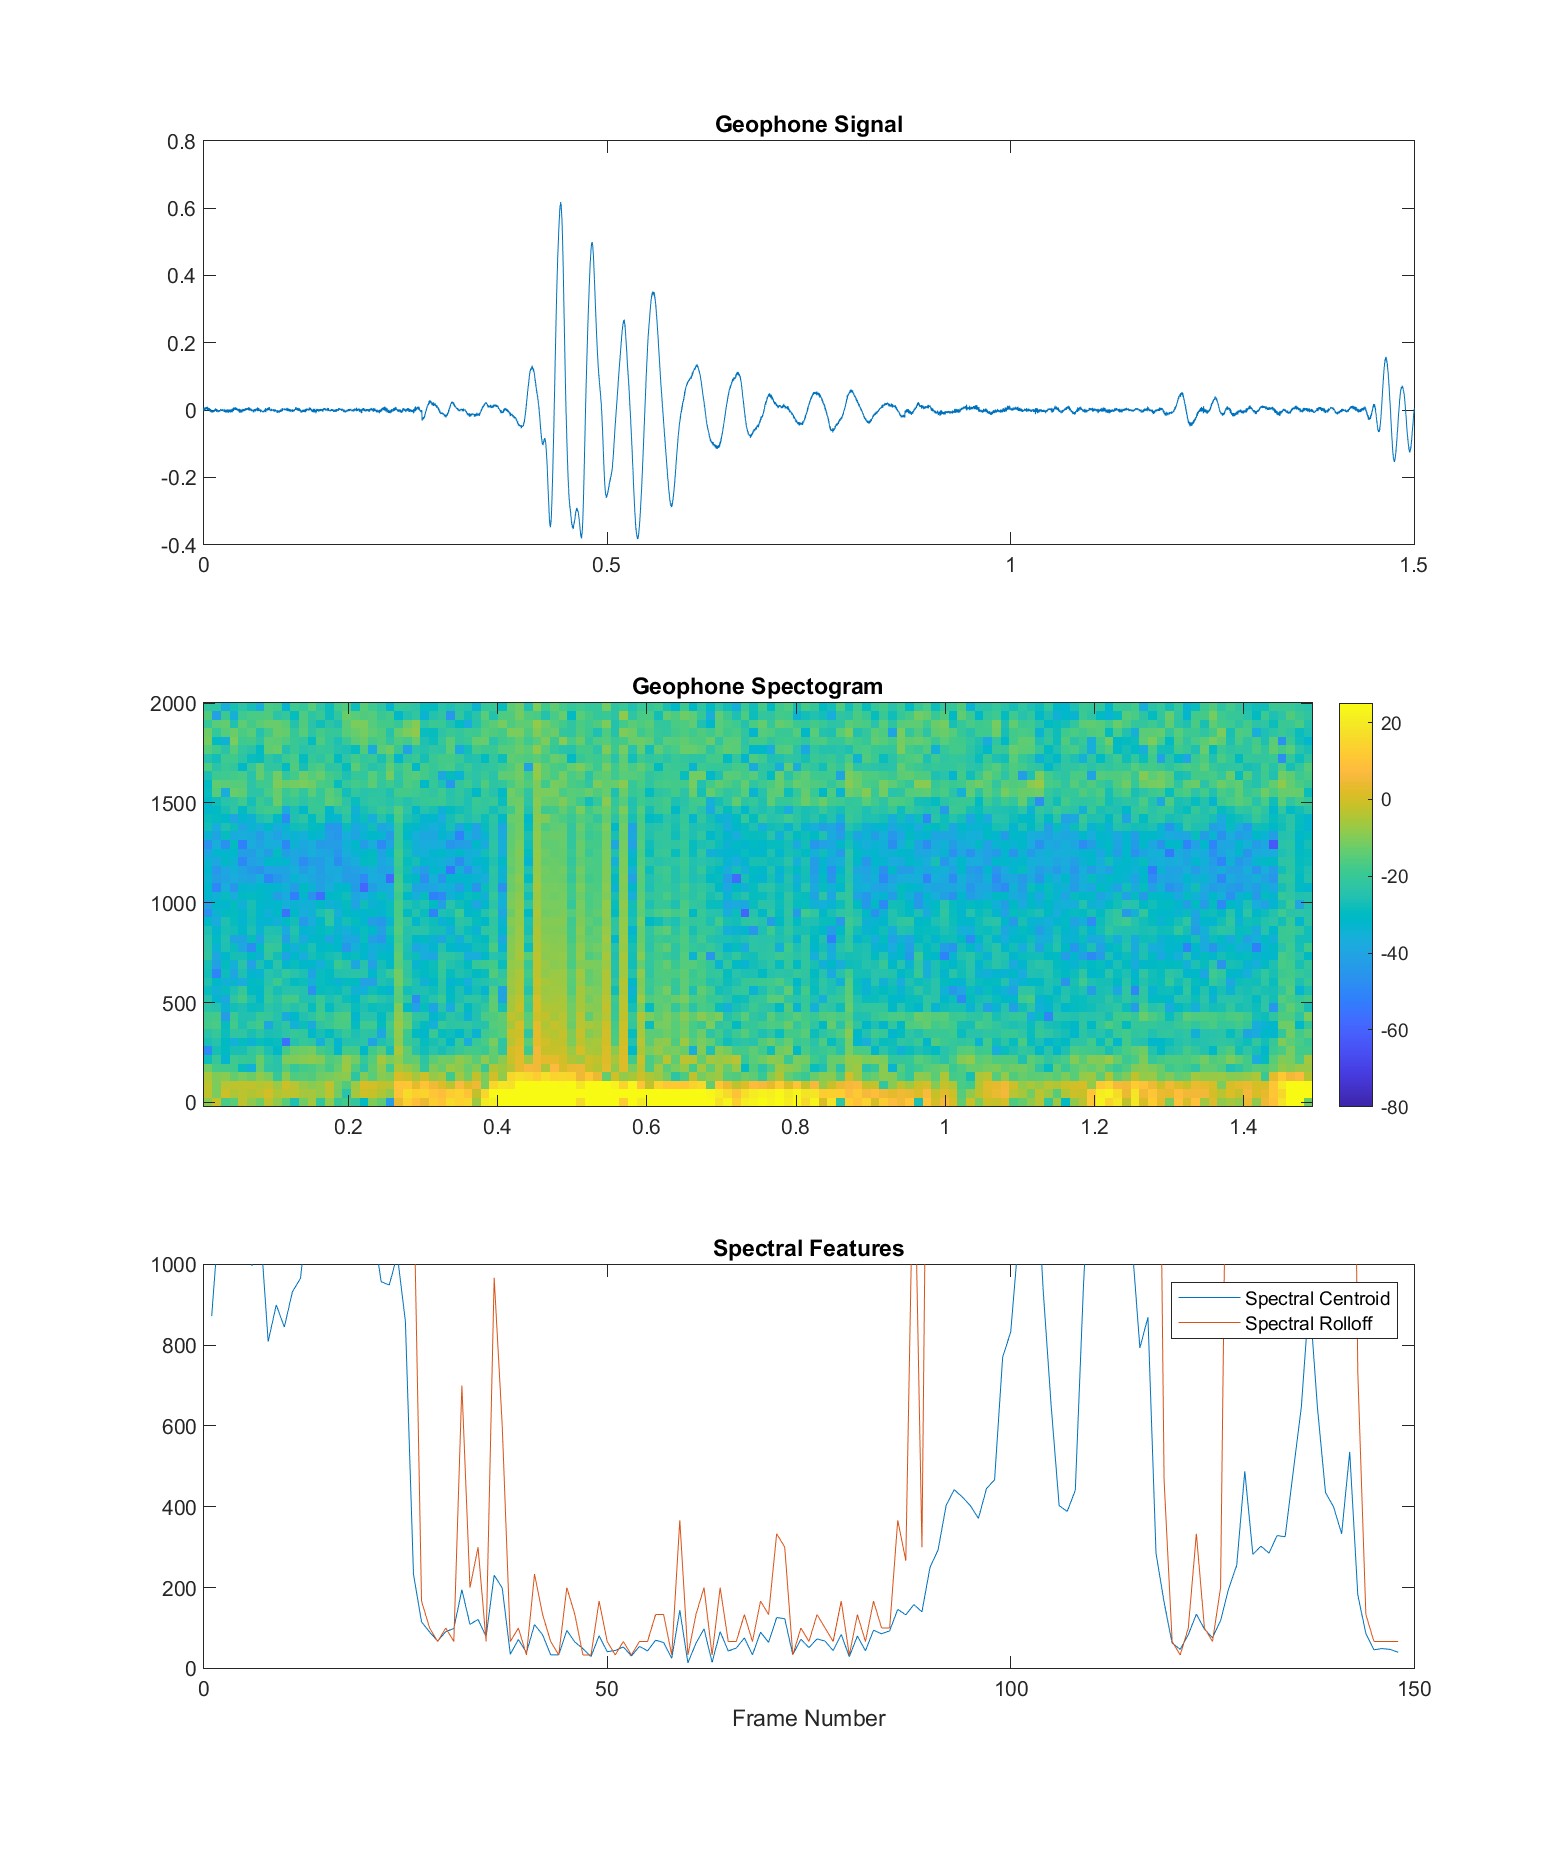 Geophone Signal
0.8
0.6
0.4
0.2
0
-0.2
-0.4
0 0.5 1 1.5
Geophone Spectogram
2000
1500
1000
500
0
0.2 0.4 0.6 0.8 1 1.2 1.4
20
0
-20
-40
-60
-80
Spectral Features
1000
800
600
400
200
0
Spectral Centroid
Spectral Rolloff
0 50 100 150
Frame Number